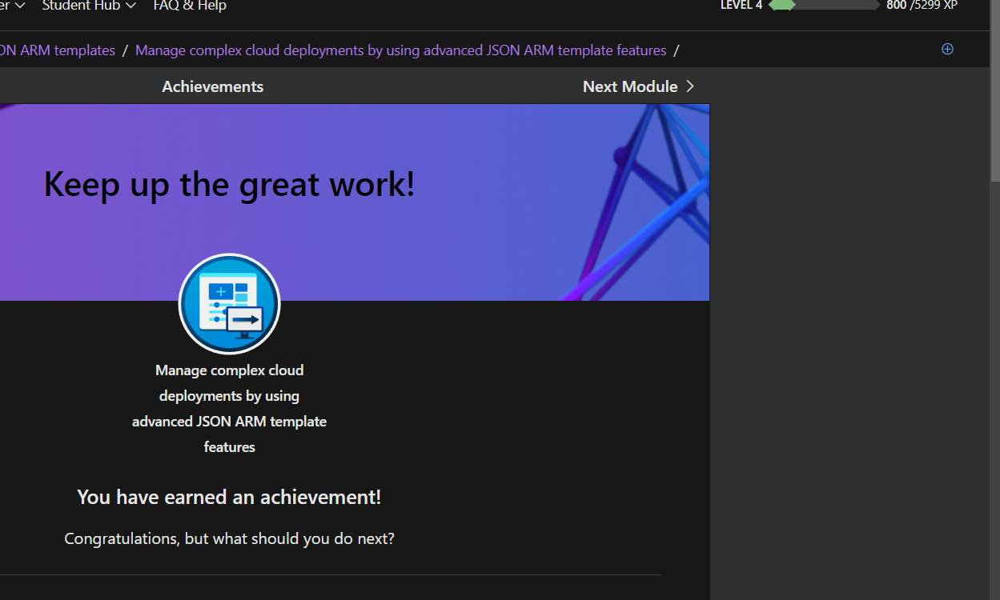 er Student Hub FAQ & Help LEVEL 4 800 /5299 XP
ON ARM templates / Manage complex cloud deployments by using advanced JSON ARM template features /
Achievements Next Module
Keep up the great work!
Manage complex cloud
deployments by using
advanced JSON ARM template
features
You have earned an achievement!
Congratulations, but what should you do next?